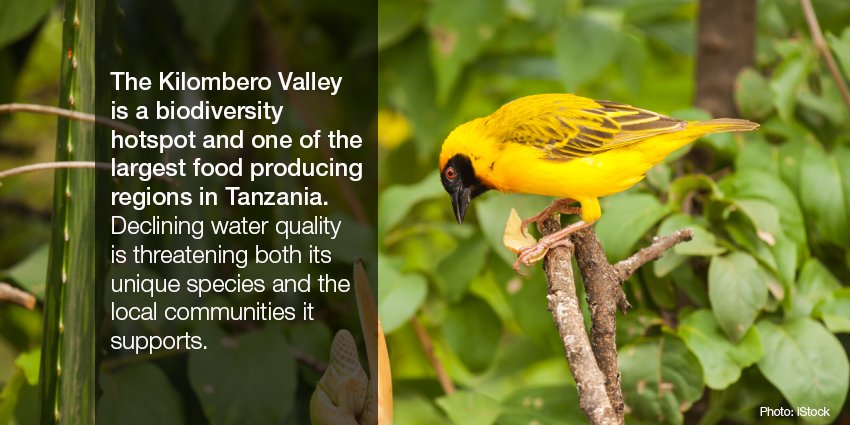 The Kilombero Valley
is a biodiversity
hotspot and one of the
largest food producing
regions in Tanzania.
Declining water quality
is threatening both its
unique species and the
local communities it
supports.
Photo: IStock